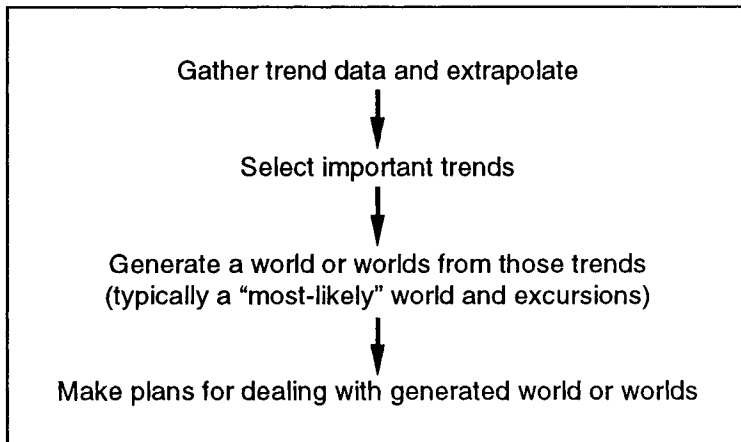 Gather trend data and extrapolate
Select important trends
Generate a world or worlds from those trends
(typically a “most-likely” world and excursions)
Make plans for dealing with generated world or worlds